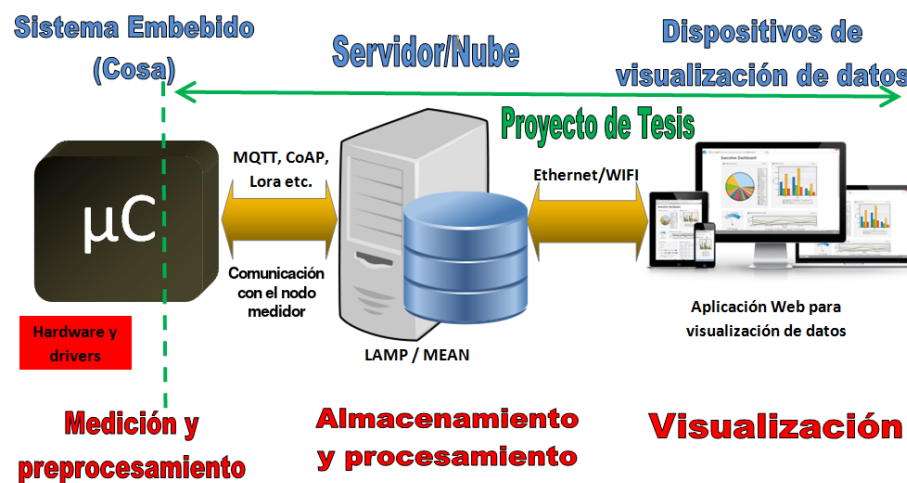 Sistema Embebido
(Cosa)
Servidor/Nube
Dispositivos de
visualización de datos
Proyecto de Tesis
µC
MQTT, CoAP,
Lora etc.
Comunicación
con el nodo
medidor
Ethernet/WIFI
Executive Dashboard
Hardware y
drivers
LAMP / MEAN
Aplicación Web para
visualización de datos
Medición y
preprocesamiento
Almacenamiento
y procesamiento
Visualización